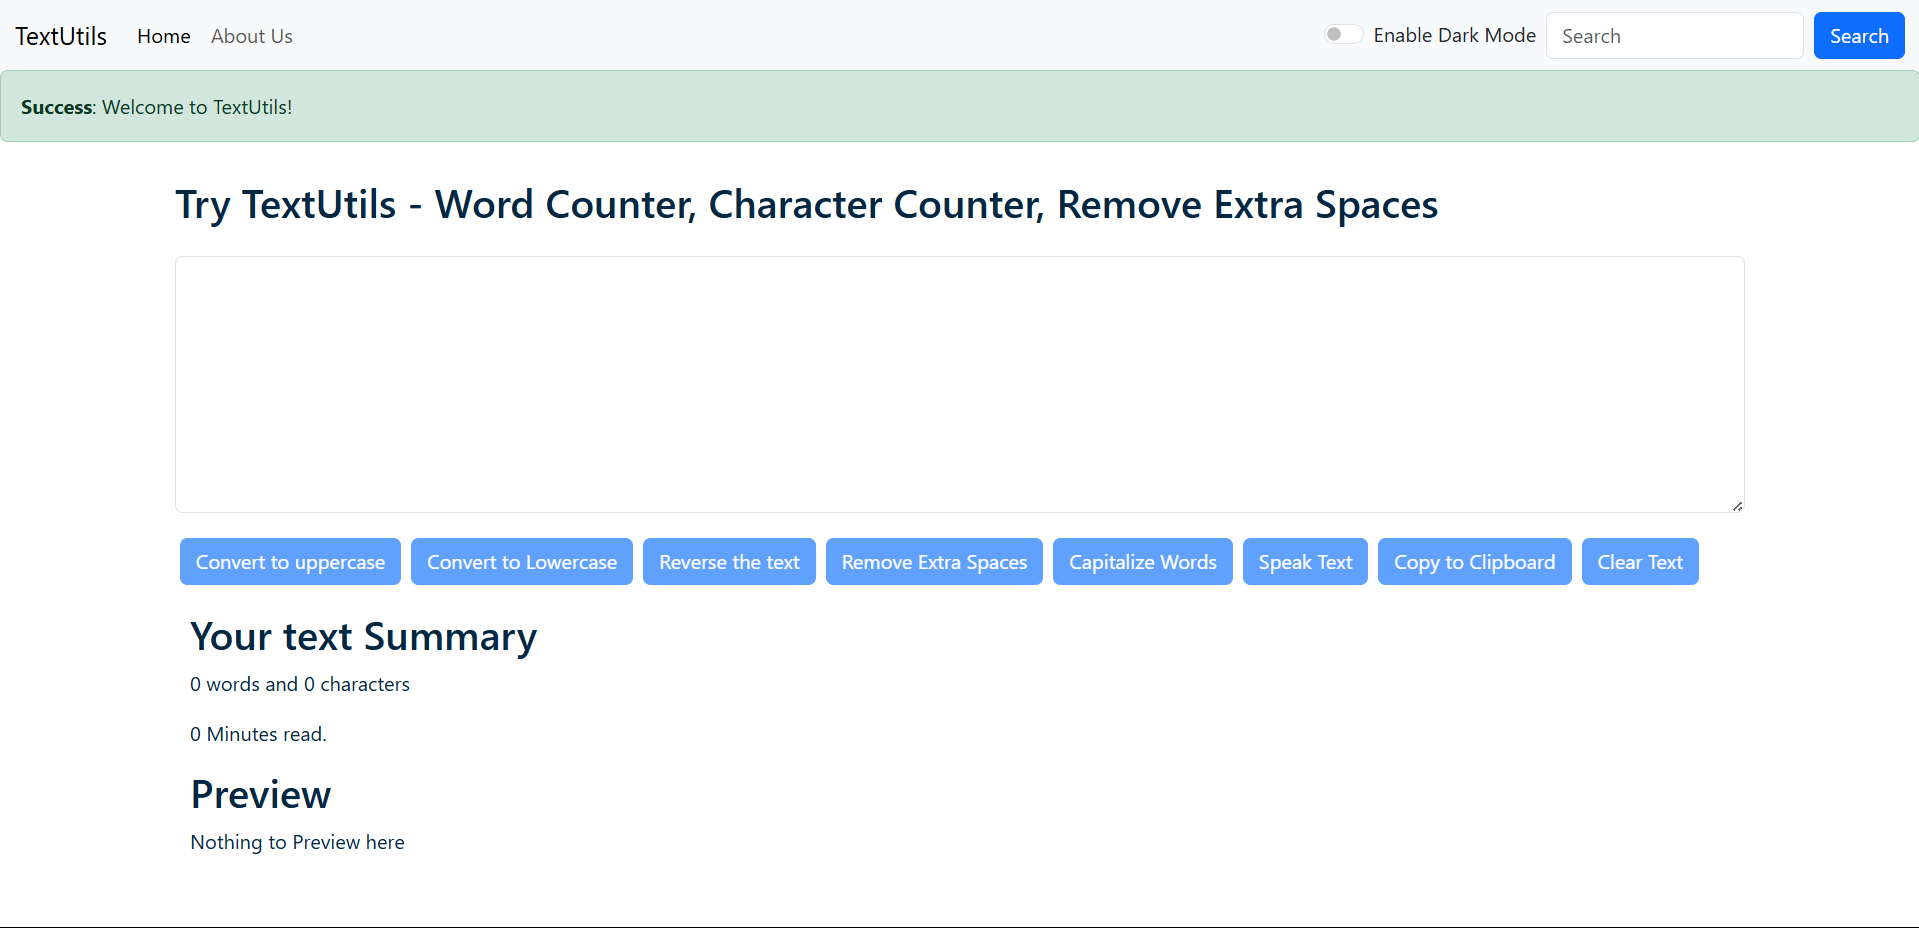 TextUtils Home About Us Enable Dark Mode Search Search
Success: Welcome to TextUtils!
Try TextUtils - Word Counter, Character Counter, Remove Extra Spaces
Convert to uppercase Convert to Lowercase Reverse the text Remove Extra Spaces Capitalize Words Speak Text Copy to Clipboard Clear Text
Your text Summary
0 words and 0 characters
0 Minutes read.
Preview
Nothing to Preview here